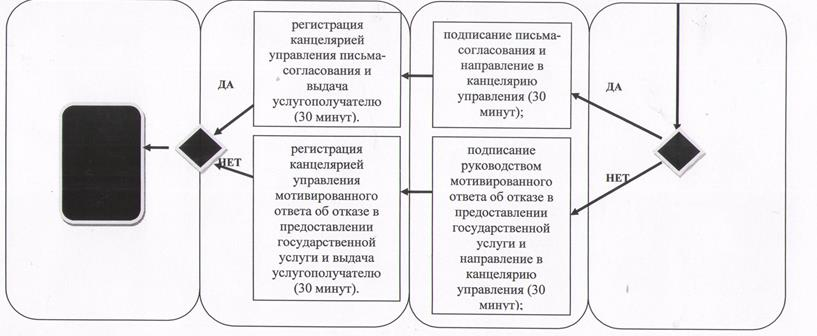 регистрация
канцелярией
управления письма-
согласования и
выдача
услугополучателю
(30 минут).
подписание письма-
согласования и
направление в
канцелярию
управления (30
минут);
ДА
ДА
НЕТ
НЕТ
регистрация
канцелярией
управления
мотивированного
ответа об отказе в
предоставлении
государственной
услуги и выдача
услугополучателю
(30 минут).
подписание
руководством
мотивированного
ответа об отказе в
предоставлении
государственной
услуги и
направление в
канцелярию
управления (30
минут);